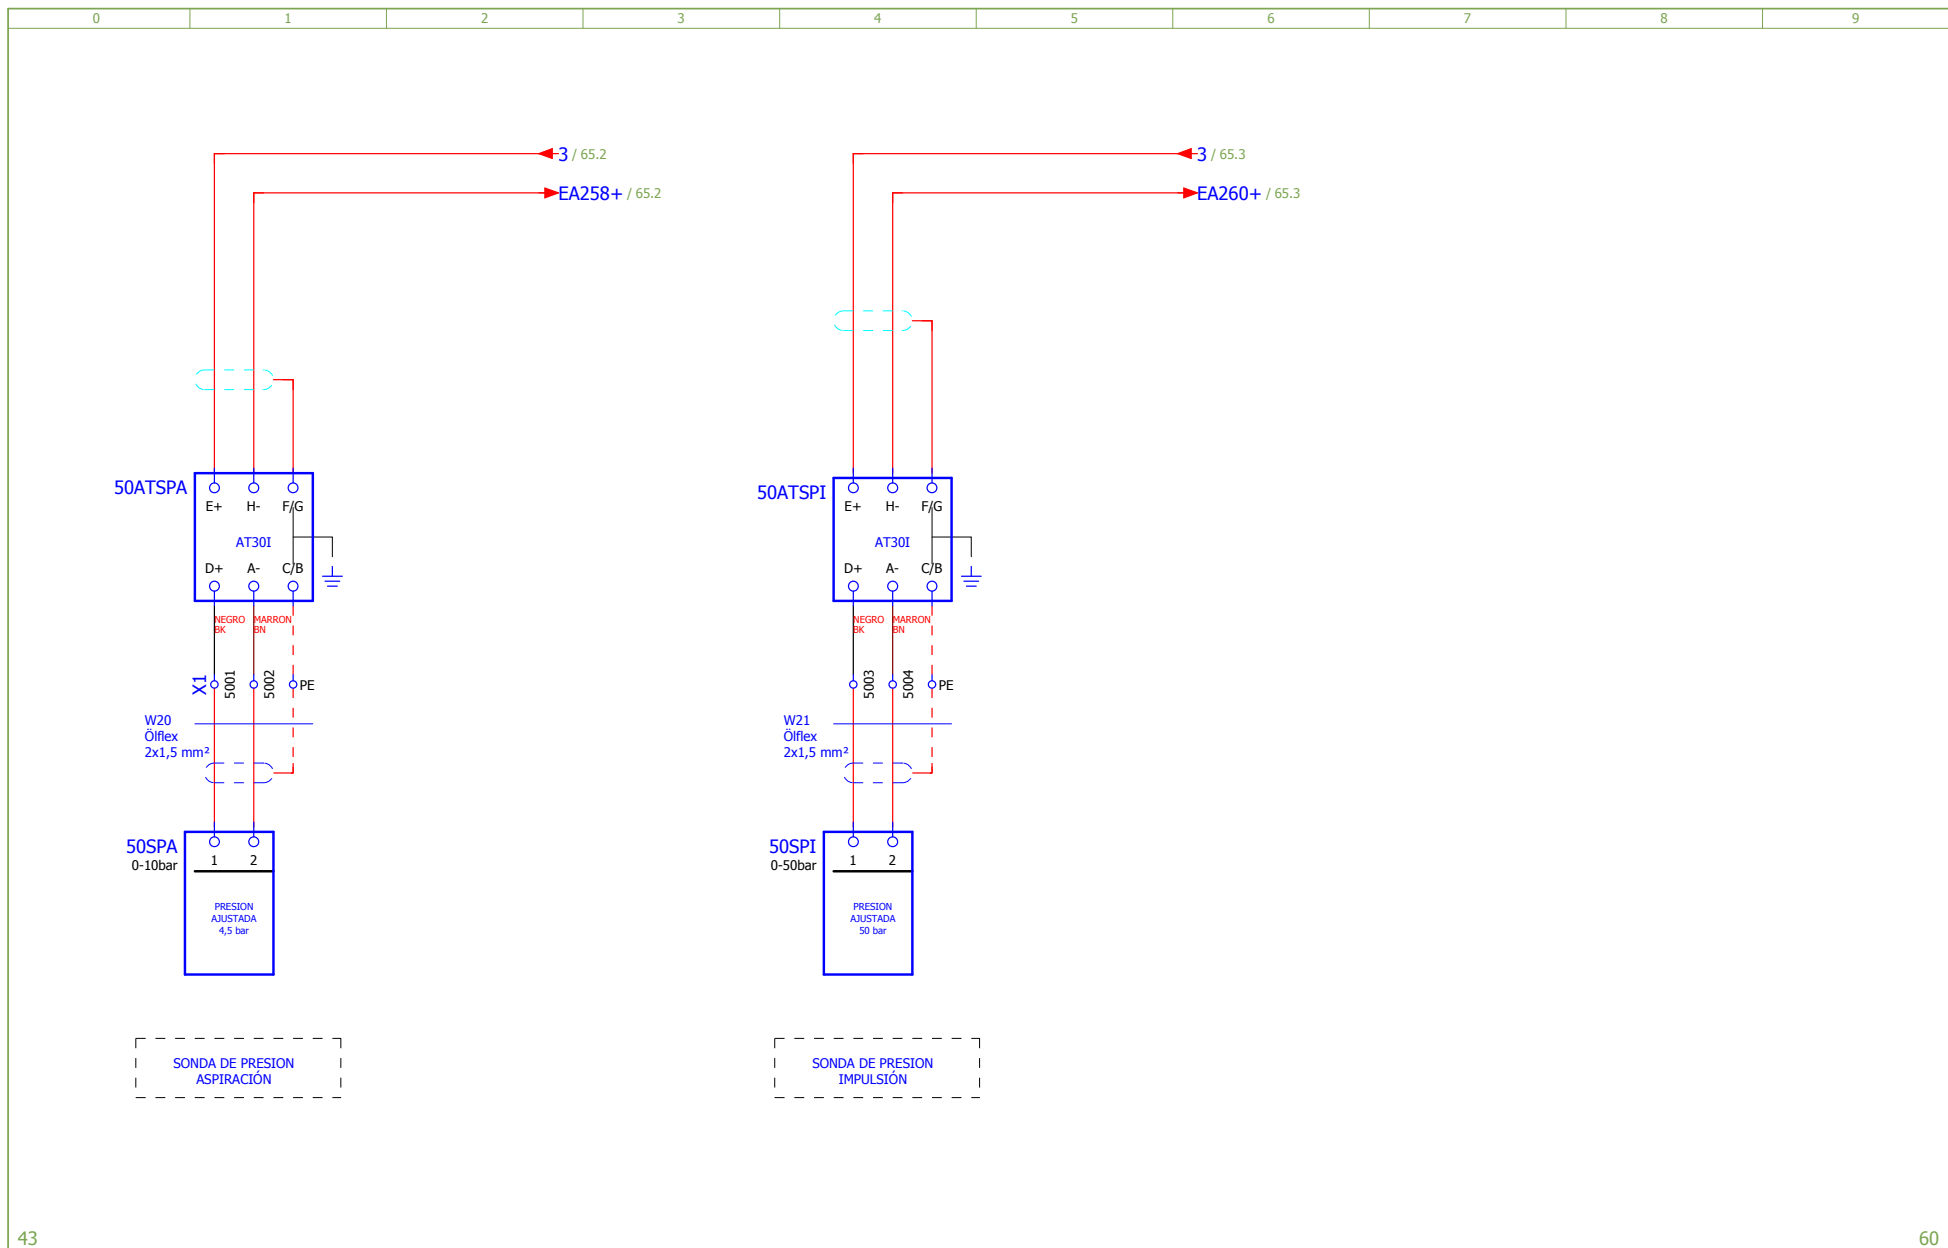 0 1 2 3 4 5 6 7 8 9
3 / 65.2
EA258+ / 65.2
3 / 65.3
EA260+ / 65.3
50ATSPA
E+ H- F/G
AT30I
D+ A- C/B
NEGRO BK
MARRON BN
X1
5001
5002
PE
W20
Ölflex
2x1,5 mm²
50SPA
0-10bar
1 2
PRESION
AJUSTADA
4,5 bar
SONDA DE PRESION
ASPIRACIÓN
50ATSPI
E+ H- F/G
AT30I
D+ A- C/B
NEGRO BK
MARRON BN
5003
5004
PE
W21
Ölflex
2x1,5 mm²
50SPI
0-50bar
1 2
PRESION
AJUSTADA
50 bar
SONDA DE PRESION
IMPULSIÓN
43
60